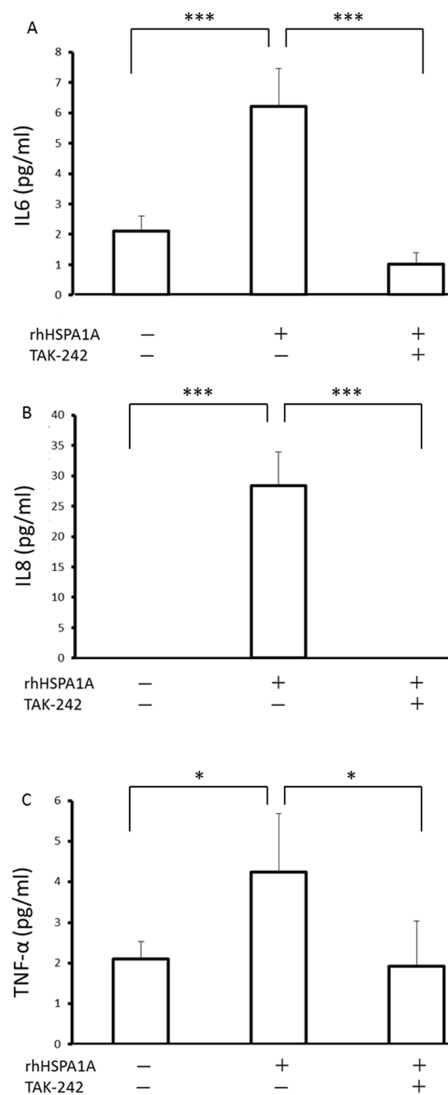 A
*** ***
8
7
6
5
4
3
2
1
0
IL6 (pg/ml)
rhHSPA1A − + +
TAK-242 − − +
B
*** ***
40
35
30
25
20
15
10
5
0
IL8 (pg/ml)
rhHSPA1A − + +
TAK-242 − − +
C
* *
6
5
4
3
2
1
0
TNF-α (pg/ml)
rhHSPA1A − + +
TAK-242 − − +